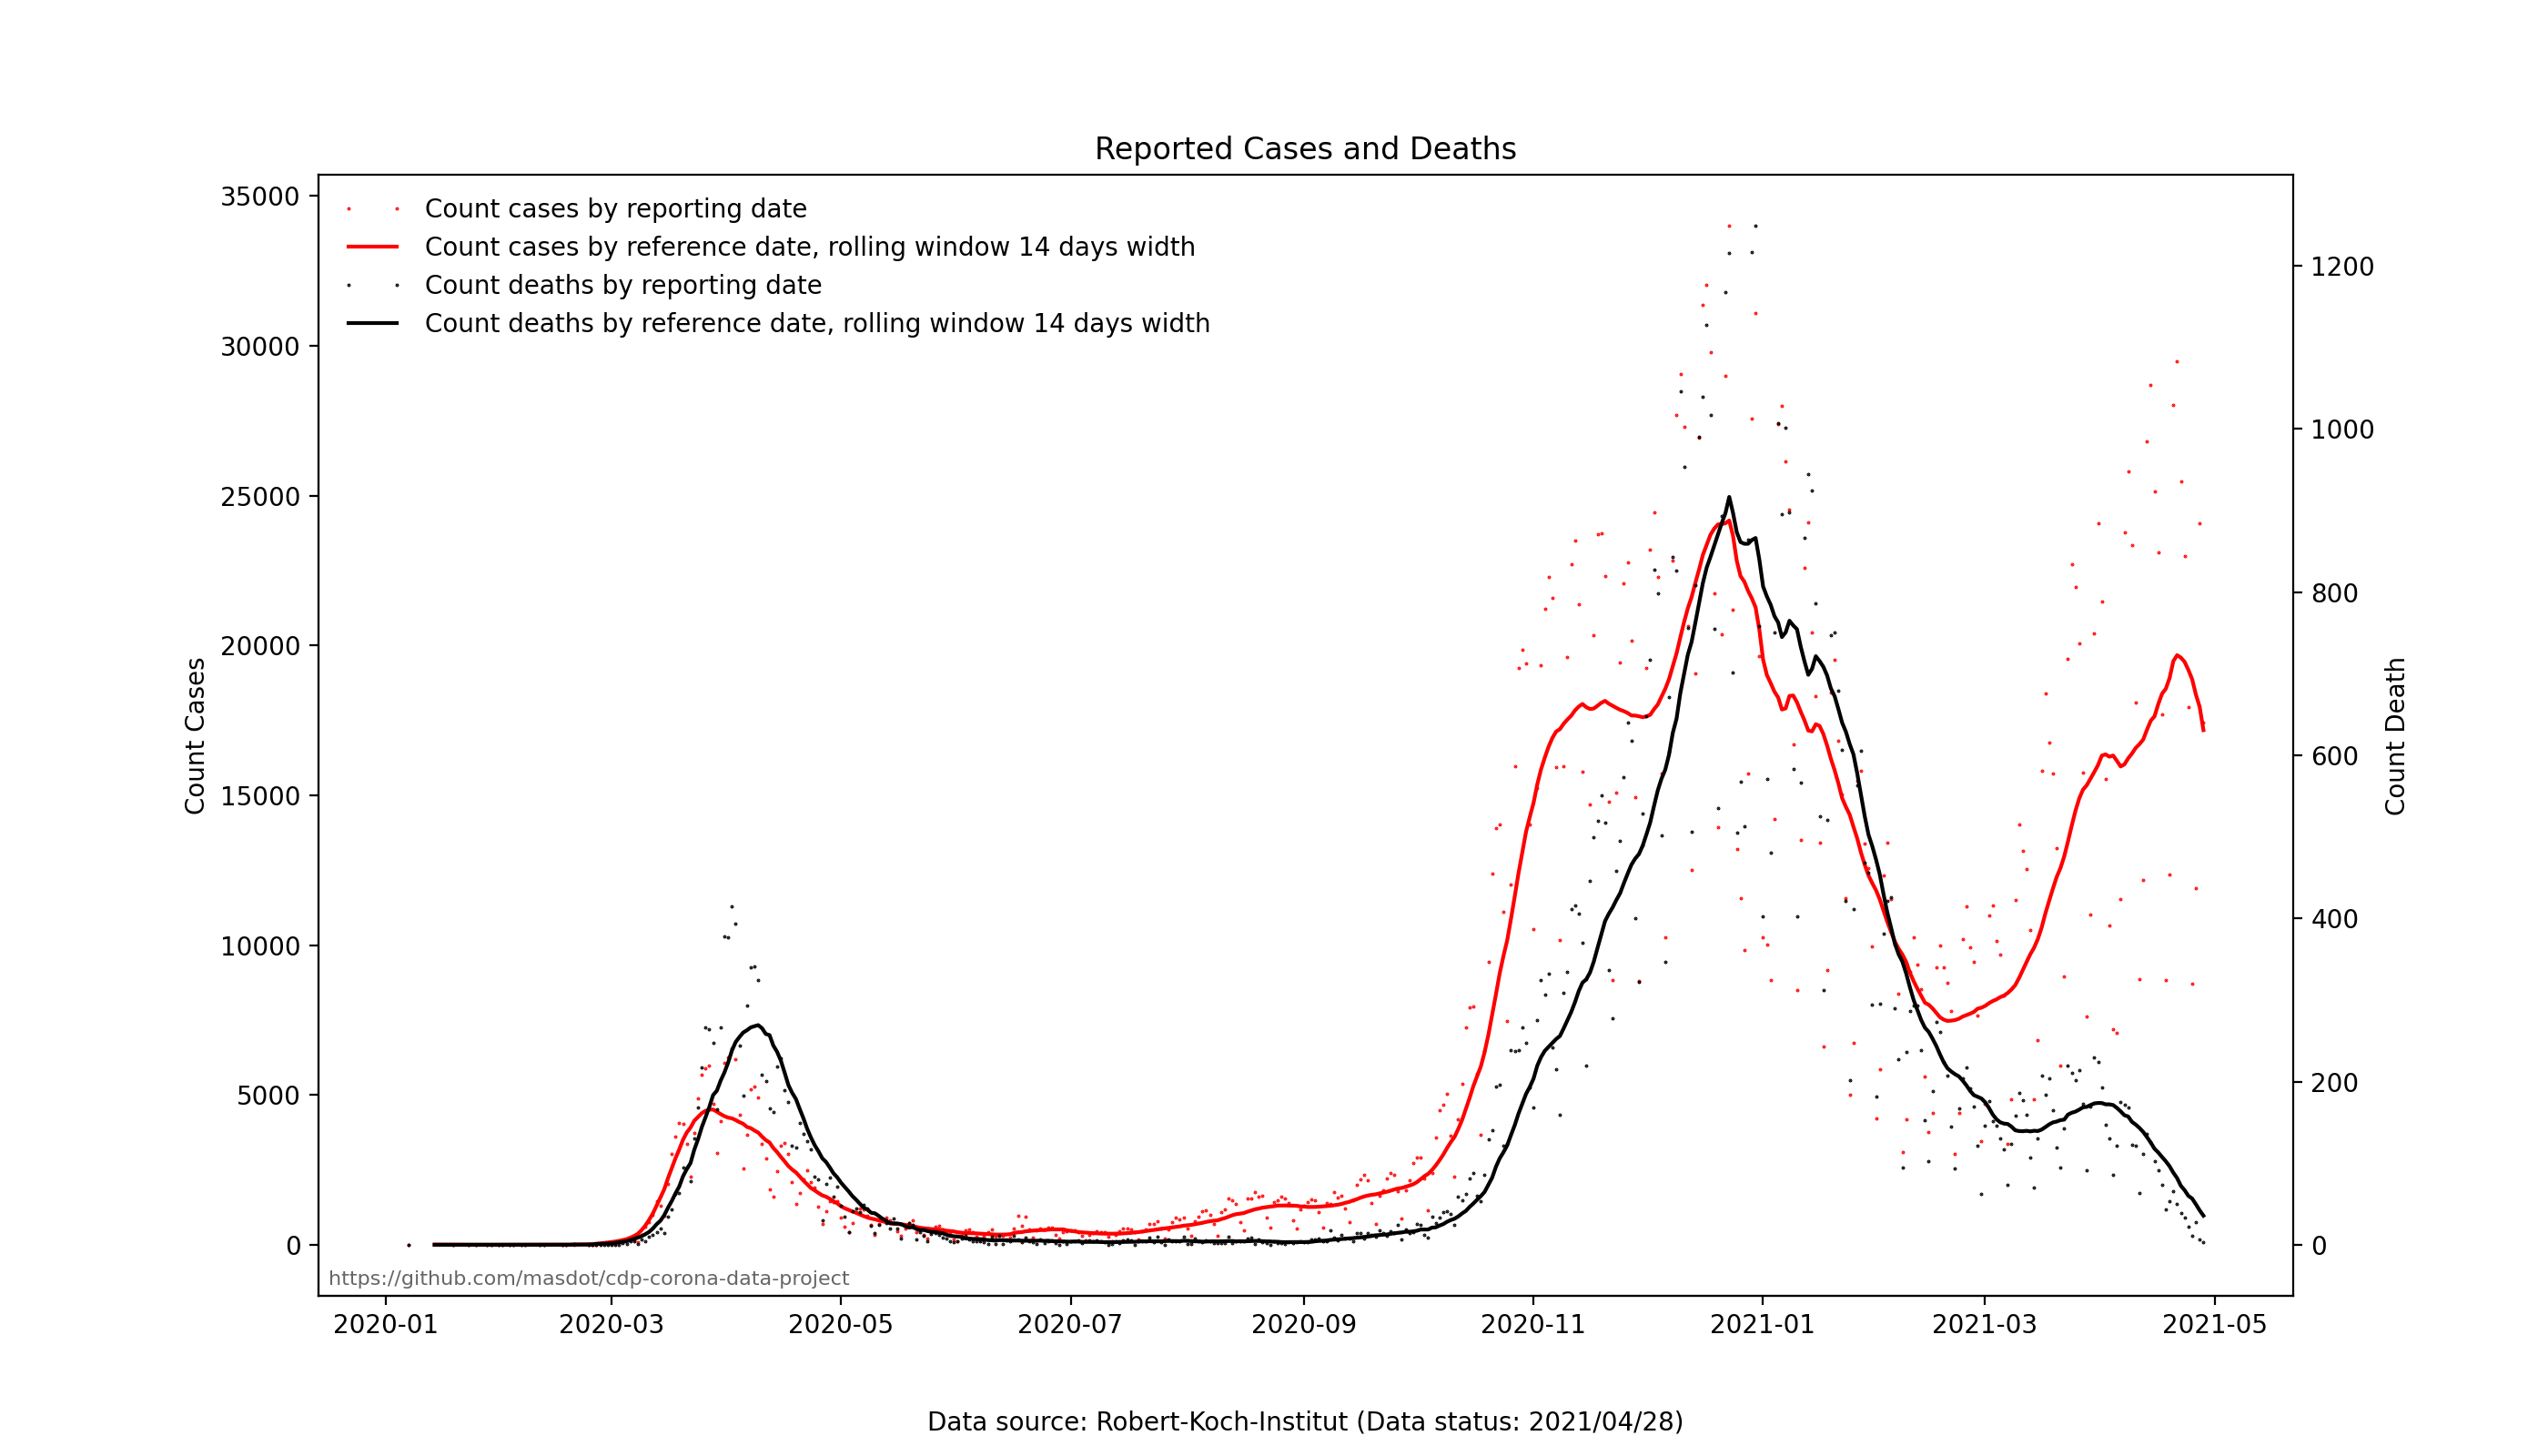 Reported Cases and Deaths
Count cases by reporting date
Count cases by reference date, rolling window 14 days width
Count deaths by reporting date
Count deaths by reference date, rolling window 14 days width
35000
30000
25000
20000
15000
10000
5000
0
Count Cases
1200
1000
800
600
400
200
0
Count Death
https://github.com/masdot/cdp-corona-data-project
2020-01 2020-03 2020-05 2020-07 2020-09 2020-11 2021-01 2021-03 2021-05
Data source: Robert-Koch-Institut (Data status: 2021/04/28)